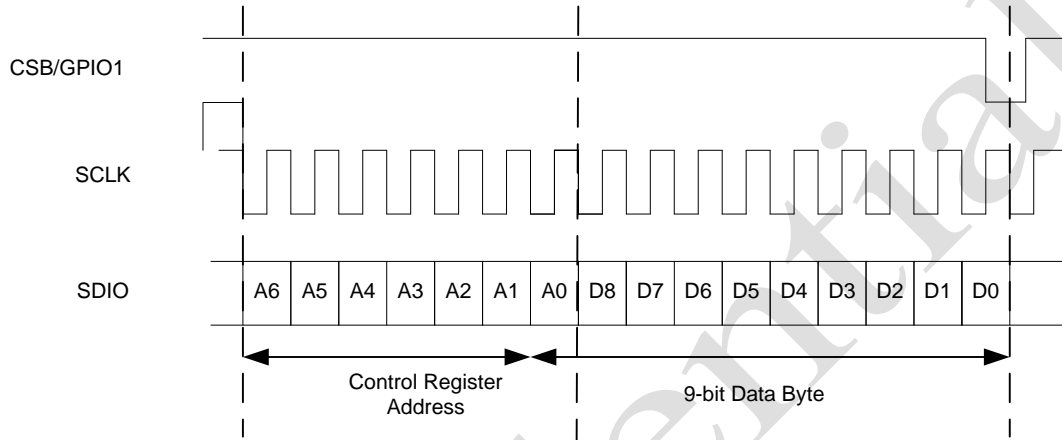 CSB/GPIO1
SCLK
SDIO
A6 A5 A4 A3 A2 A1 A0 D8 D7 D6 D5 D4 D3 D2 D1 D0
Control Register
Address
9-bit Data Byte